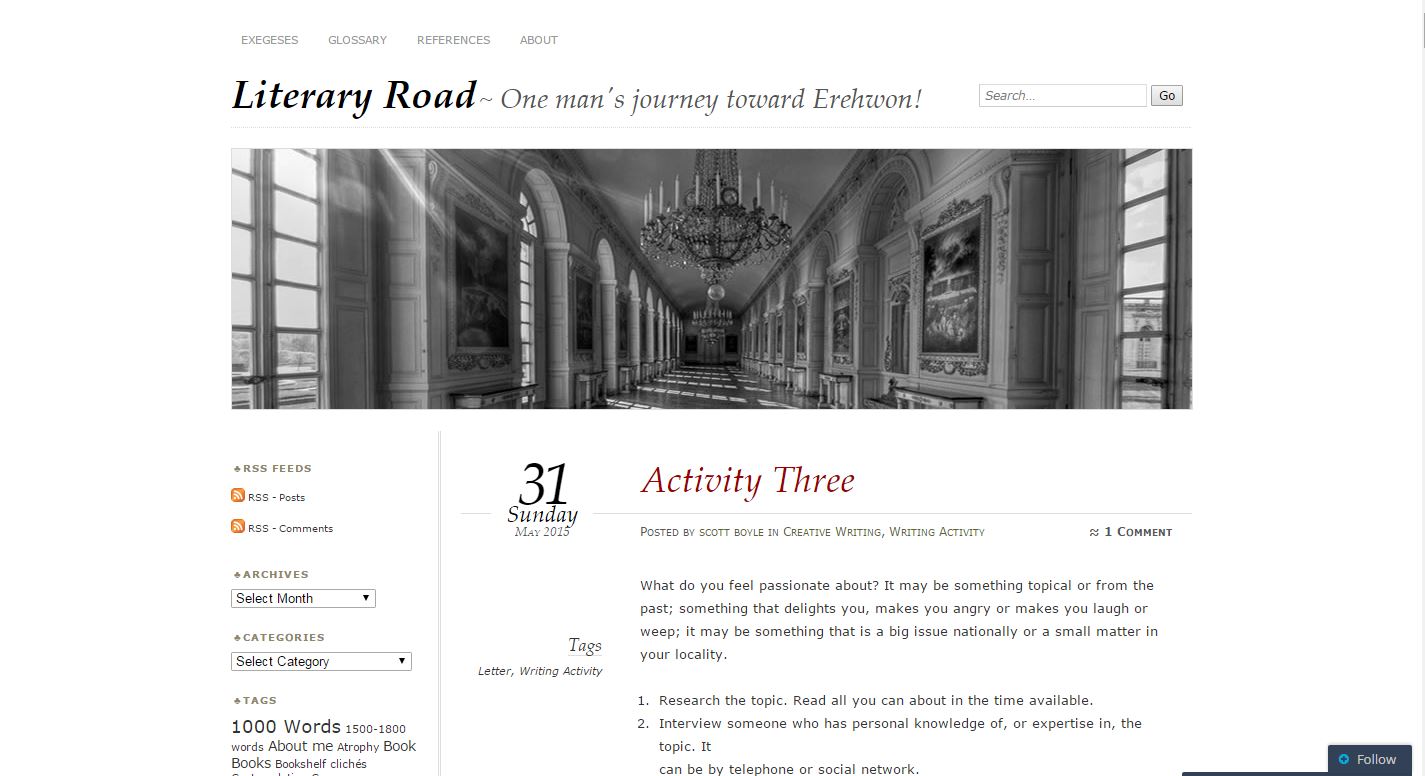 EXEGESES GLOSSARY REFERENCES ABOUT
Literary Road ~ One man's journey toward Erehwon!
Search... Go
♣RSS FEEDS
RSS - Posts
RSS - Comments
♣ARCHIVES
Select Month
♣CATEGORIES
Select Category
♣TAGS
1000 Words 1500-1800
words About me Atrophy Book
Books Bookshelf clichés
31
Sunday
May 2015
Tags
Letter, Writing Activity
Activity Three
Posted by scott boyle in Creative Writing, Writing Activity
≈ 1 Comment
What do you feel passionate about? It may be something topical or from the
past; something that delights you, makes you angry or makes you laugh or
weep; it may be something that is a big issue nationally or a small matter in
your locality.
1. Research the topic. Read all you can about in the time available.
2. Interview someone who has personal knowledge of, or expertise in, the
topic. It
can be by telephone or social network.
Follow